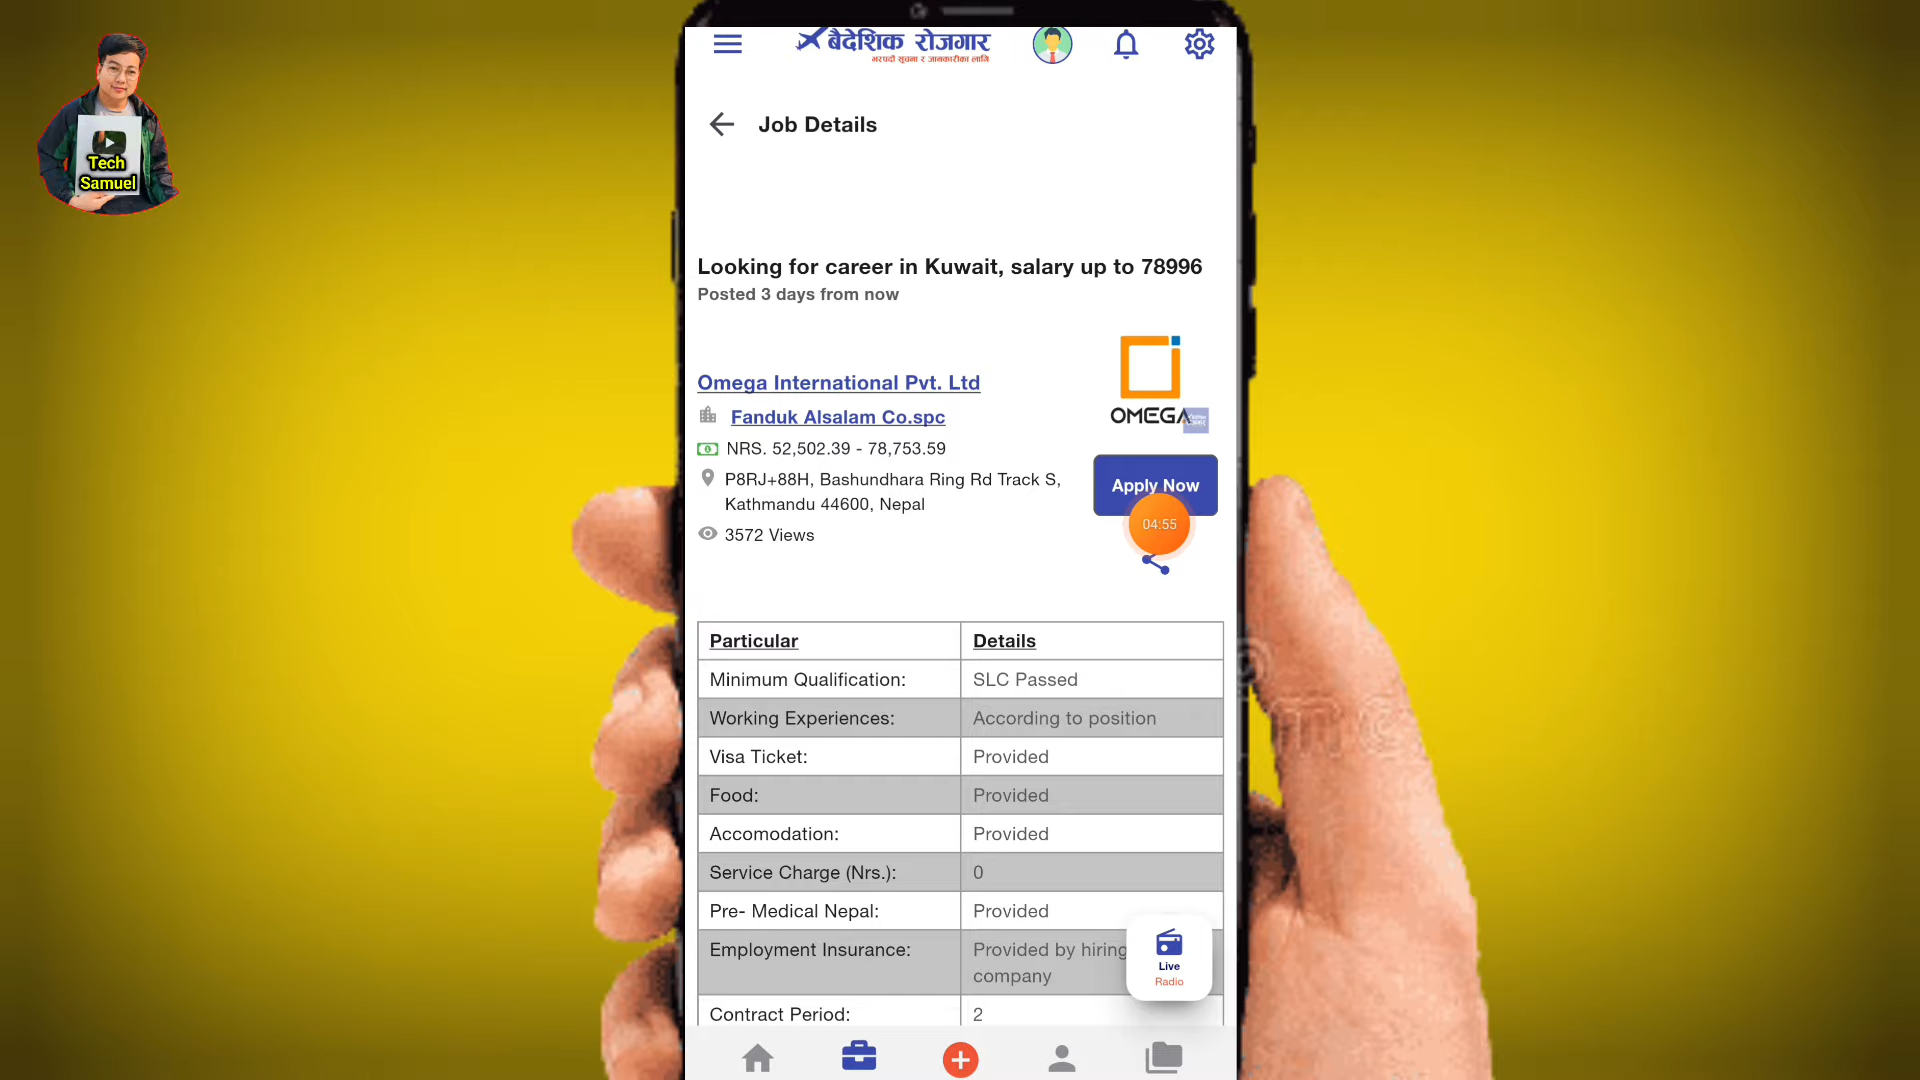 Tech
Samuel
बैदेशिक रोजगार
भरपर्दो सूचना र जानकारीका लागि
Job Details
Looking for career in Kuwait, salary up to 78996
Posted 3 days from now
Omega International Pvt. Ltd
Fanduk Alsalam Co.spc
NRS. 52,502.39 - 78,753.59
P8RJ+88H, Bashundhara Ring Rd Track S,
Kathmandu 44600, Nepal
3572 Views
OMEGA
Apply Now
04:55
Particular Details
Minimum Qualification: SLC Passed
Working Experiences: According to position
Visa Ticket: Provided
Food: Provided
Accomodation: Provided
Service Charge (Nrs.): 0
Pre- Medical Nepal: Provided
Employment Insurance: Provided by hiring
company
Contract Period: 2
Live
Radio